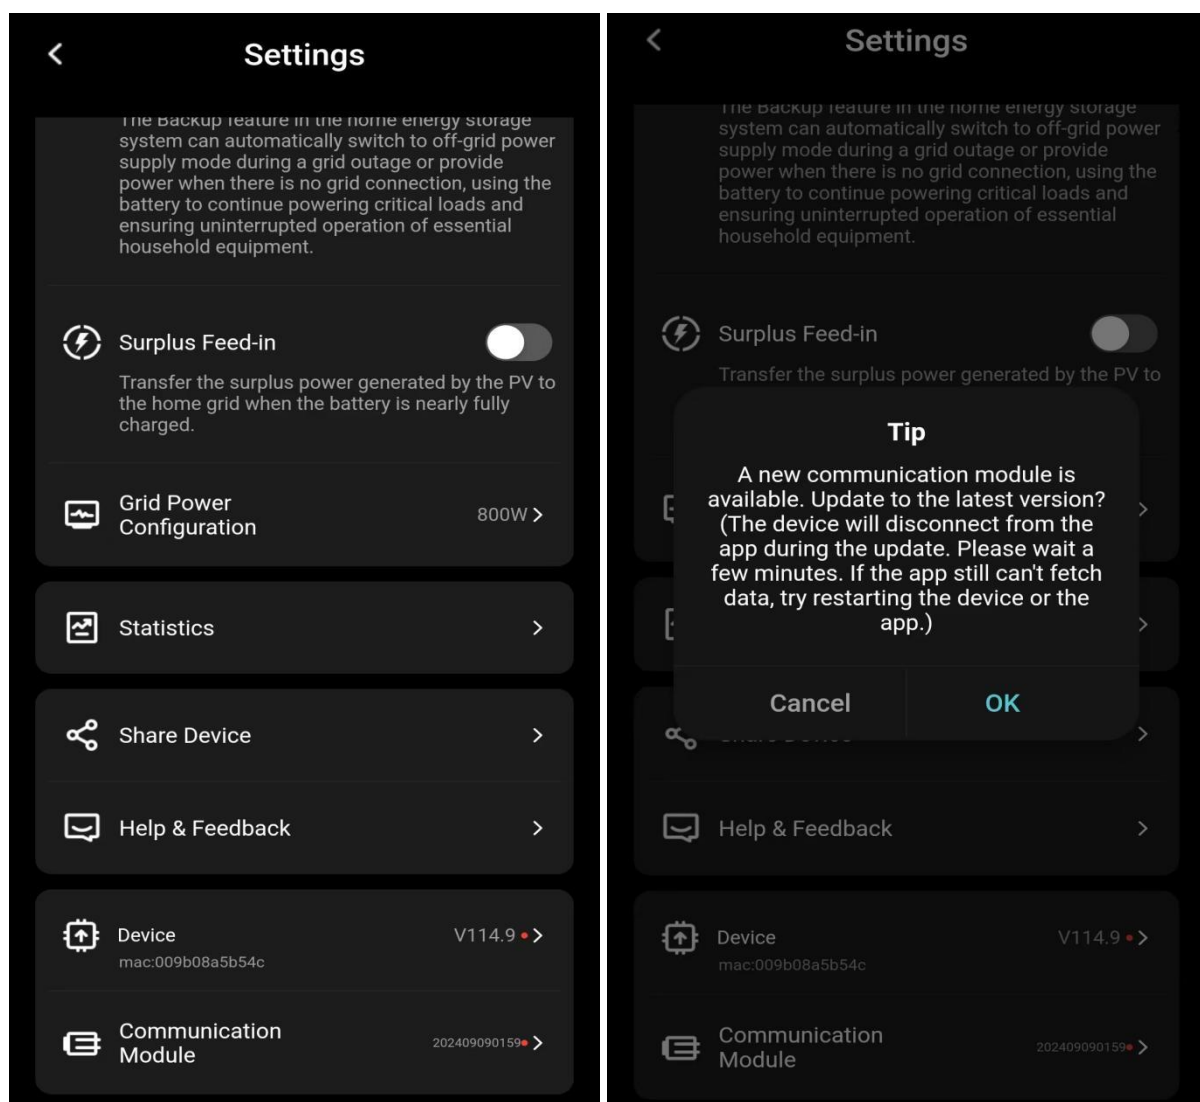 Settings
The Backup feature in the home energy storage
system can automatically switch to off-grid power
supply mode during a grid outage or provide
power when there is no grid connection, using the
battery to continue powering critical loads and
ensuring uninterrupted operation of essential
household equipment.
Surplus Feed-in
Transfer the surplus power generated by the PV to
the home grid when the battery is nearly fully
charged.
Grid Power
Configuration
800W
Statistics
Share Device
Help & Feedback
Device
V114.9
mac:009b08a5b54c
Communication
Module
202409090159
Settings
The Backup feature in the home energy storage
system can automatically switch to off-grid power
supply mode during a grid outage or provide
power when there is no grid connection, using the
battery to continue powering critical loads and
ensuring uninterrupted operation of essential
household equipment.
Surplus Feed-in
Transfer the surplus power generated by the PV to
Tip
A new communication module is
available. Update to the latest version?
(The device will disconnect from the
app during the update. Please wait a
few minutes. If the app still can't fetch
data, try restarting the device or the
app.)
Cancel
OK
Help & Feedback
Device
V114.9
mac:009b08a5b54c
Communication
Module
202409090159